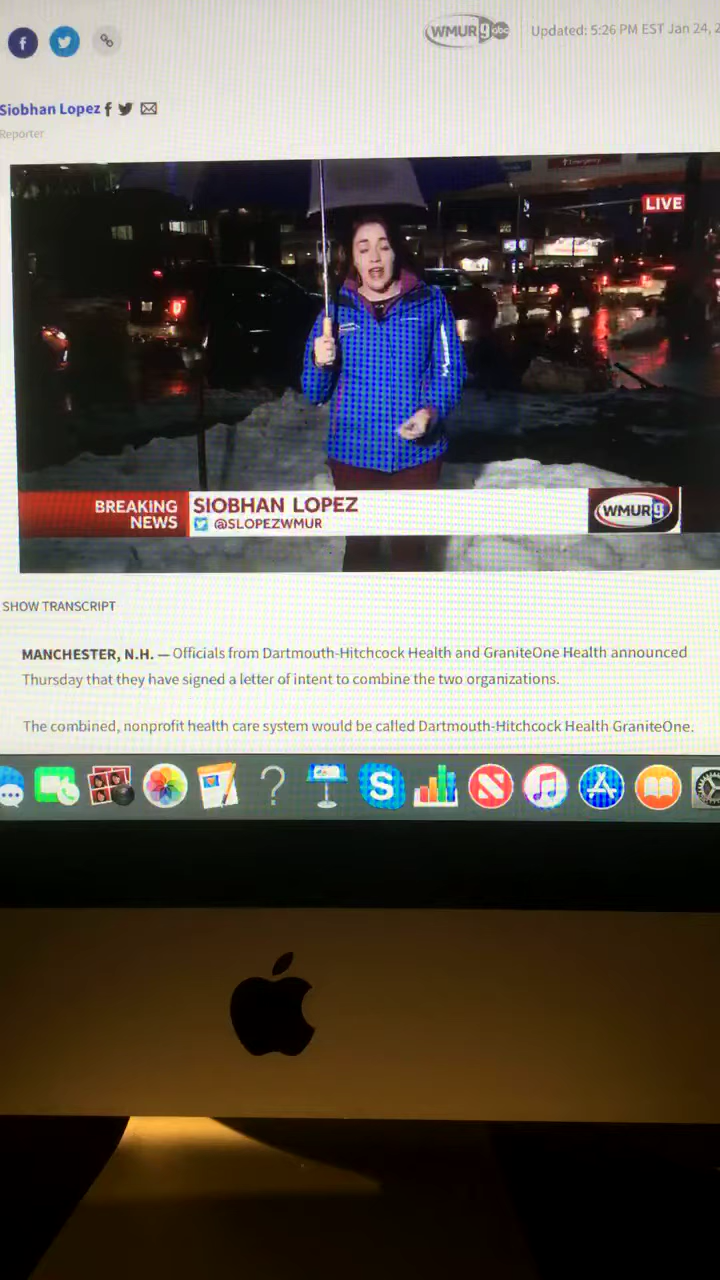 WMUR 9 abc
Updated: 5:26 PM EST Jan 24, 2
Siobhan Lopez
Reporter
LIVE
BREAKING NEWS
SIOBHAN LOPEZ
@SLOPEZWMUR
WMUR 9
SHOW TRANSCRIPT
MANCHESTER, N.H. — Officials from Dartmouth-Hitchcock Health and GraniteOne Health announced
Thursday that they have signed a letter of intent to combine the two organizations.
The combined, nonprofit health care system would be called Dartmouth-Hitchcock Health GraniteOne.